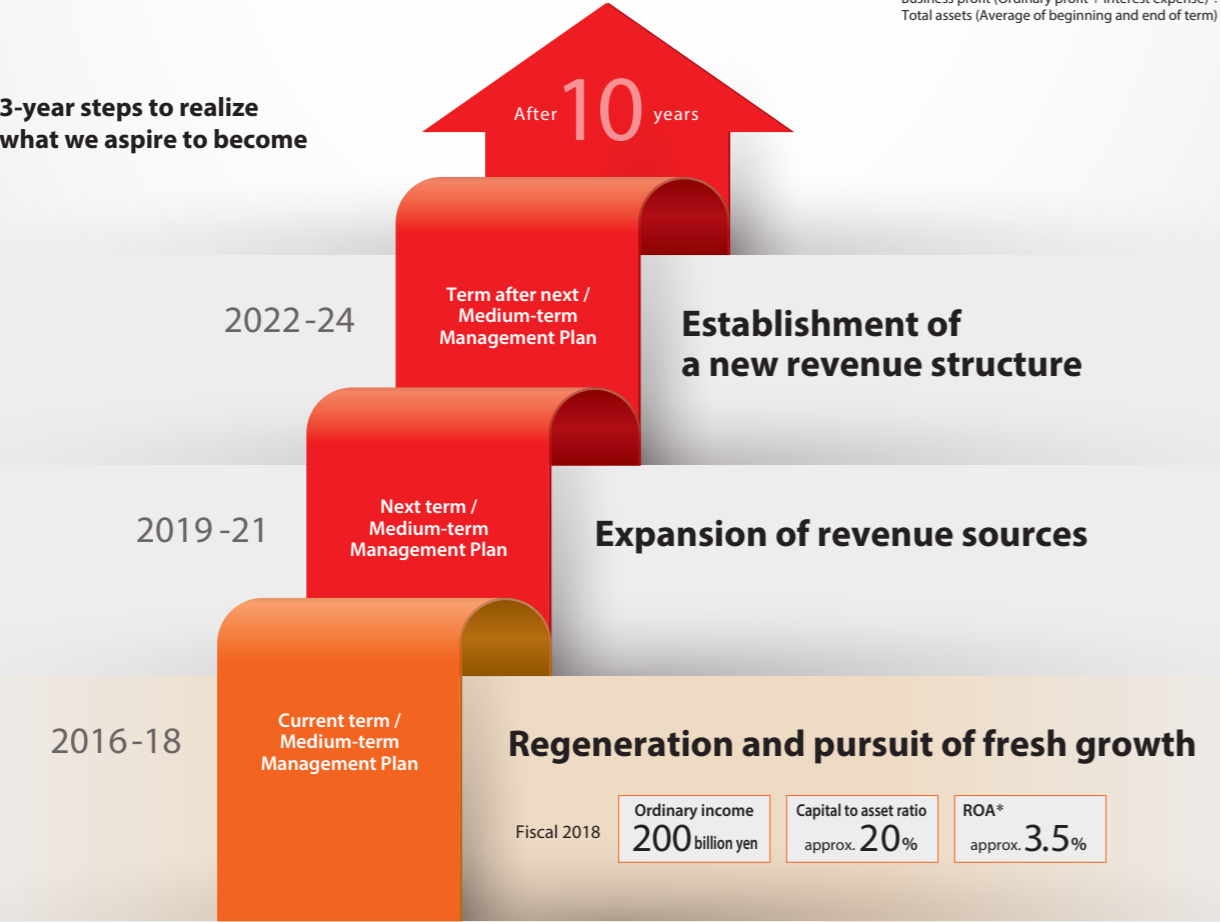 Total assets (Average of beginning and end of term)
3-year steps to realize
what we aspire to become
After 10 years
2022-24
Term after next /
Medium-term
Management Plan
Establishment of
a new revenue structure
2019-21
Next term /
Medium-term
Management Plan
Expansion of revenue sources
2016-18
Current term /
Medium-term
Management Plan
Regeneration and pursuit of fresh growth
Fiscal 2018
Ordinary income
200 billion yen
Capital to asset ratio
approx. 20%
ROA*
approx. 3.5%